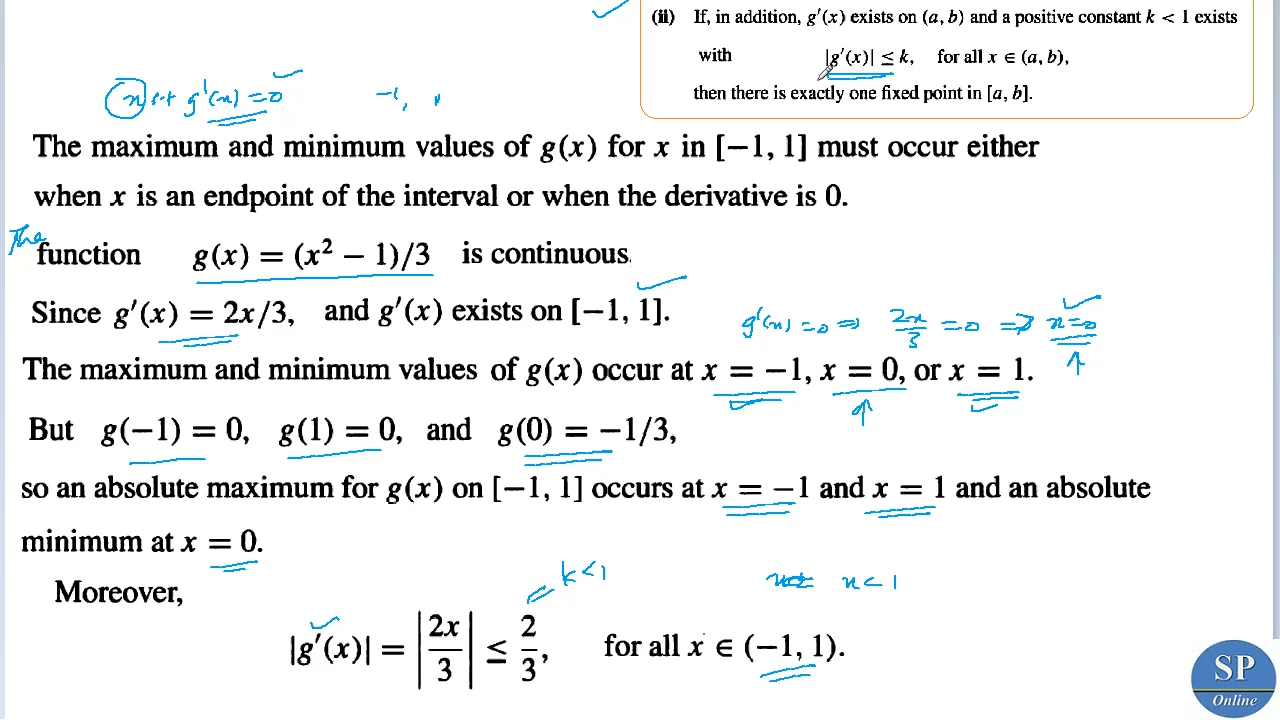 (ii) If, in addition, g′(x) exists on (a, b) and a positive constant k < 1 exists
with |g′(x)| ≤ k, for all x ∈ (a, b),
then there is exactly one fixed point in [a, b].
x s.t g'(x) = 0 -1, 1
The maximum and minimum values of g(x) for x in [−1, 1] must occur either
when x is an endpoint of the interval or when the derivative is 0.
The function g(x) = (x² − 1)/3 is continuous.
Since g′(x) = 2x/3, and g′(x) exists on [−1, 1].
g'(x) = 0 ⇒ 2x/3 = 0 ⇒ x = 0
The maximum and minimum values of g(x) occur at x = −1, x = 0, or x = 1.
But g(−1) = 0, g(1) = 0, and g(0) = −1/3,
so an absolute maximum for g(x) on [−1, 1] occurs at x = −1 and x = 1 and an absolute
minimum at x = 0.
k < 1 x < 1
Moreover,
|g′(x)| = |2x/3| ≤ 2/3, for all x ∈ (−1, 1).
SP
Online